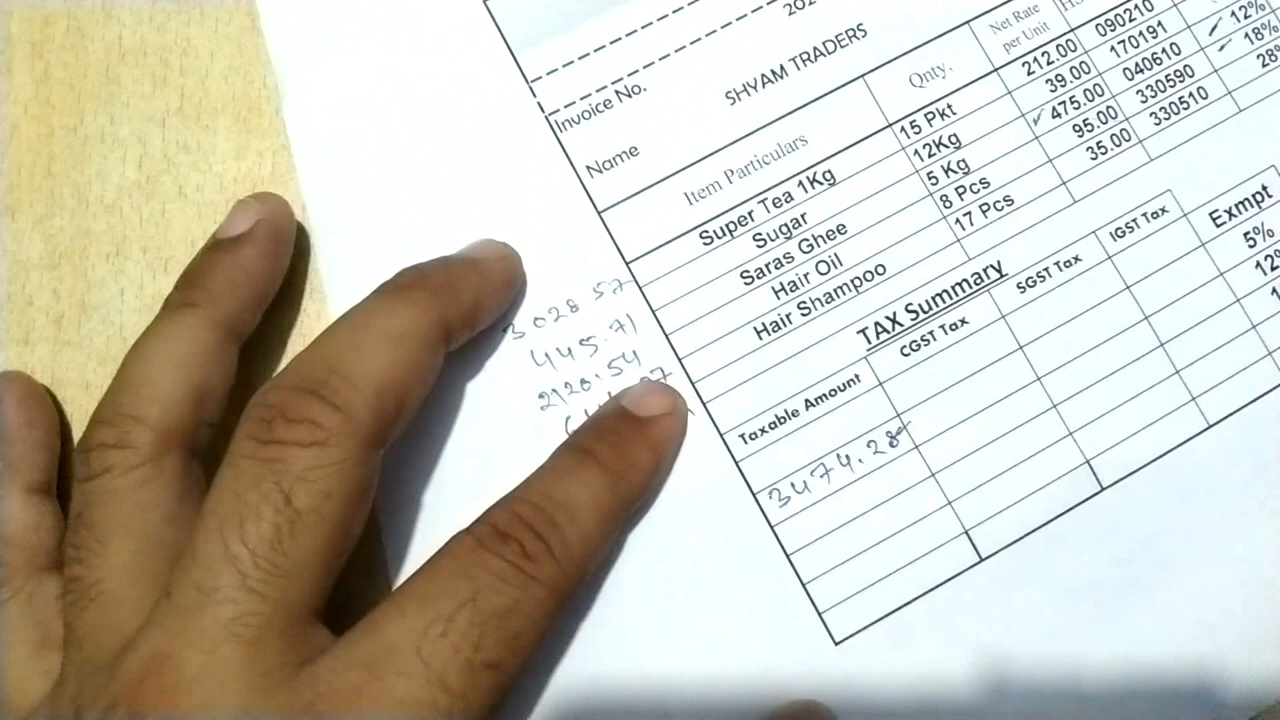 202
Invoice No.
Name SHYAM TRADERS
Item Particulars Qnty. Net Rate per Unit
Super Tea 1Kg 15 Pkt 212.00 090210
Sugar 12Kg 39.00 170191 12%
Saras Ghee 5 Kg 475.00 040610 18%
Hair Oil 8 Pcs 95.00 330590 28%
Hair Shampoo 17 Pcs 35.00 330510
TAX Summary
Taxable Amount CGST Tax SGST Tax IGST Tax
Exmpt
5%
12%
3474.28
3028 57
445.71
2120.54